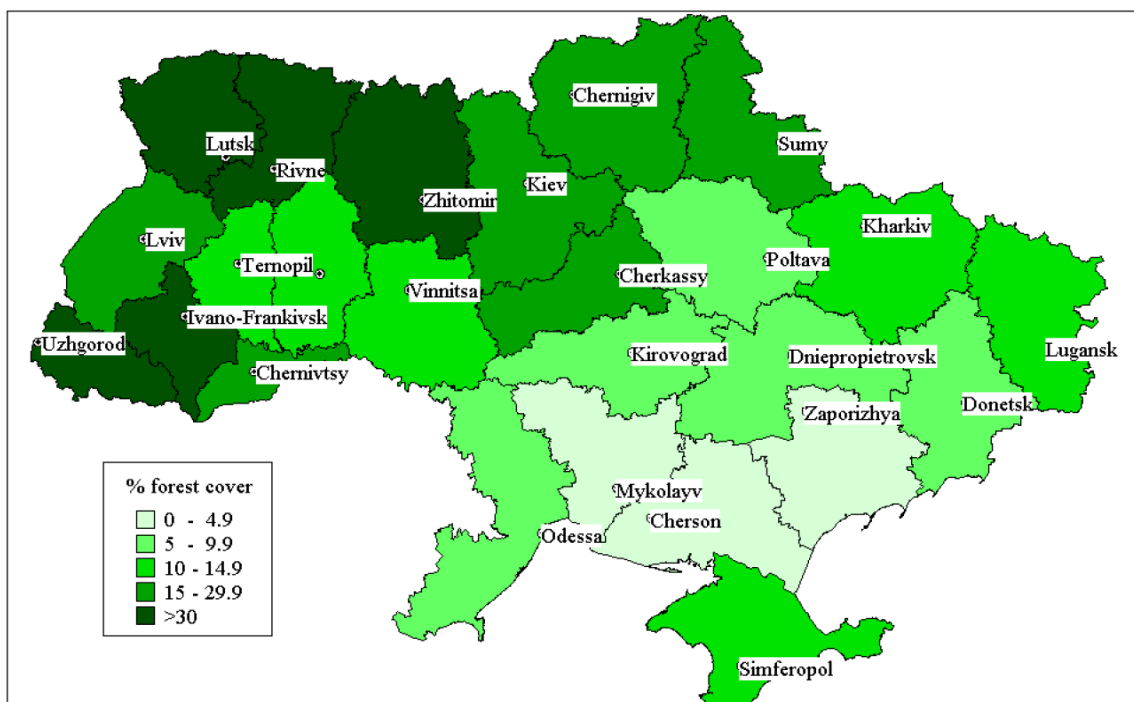 Chernigiv
Sumy
Lutsk
Rivne
Kiev
Zhitomir
Kharkiv
Lviv
Ternopil
Cherkassy
Poltava
Vinnitsa
Ivano-Frankivsk
Uzhgorod
Chernivtsy
Kirovograd
Dniepropietrovsk
Lugansk
Zaporizhya
Donetsk
Mykolayv
Cherson
Odessa
Simferopol
% forest cover
0 - 4.9
5 - 9.9
10 - 14.9
15 - 29.9
>30